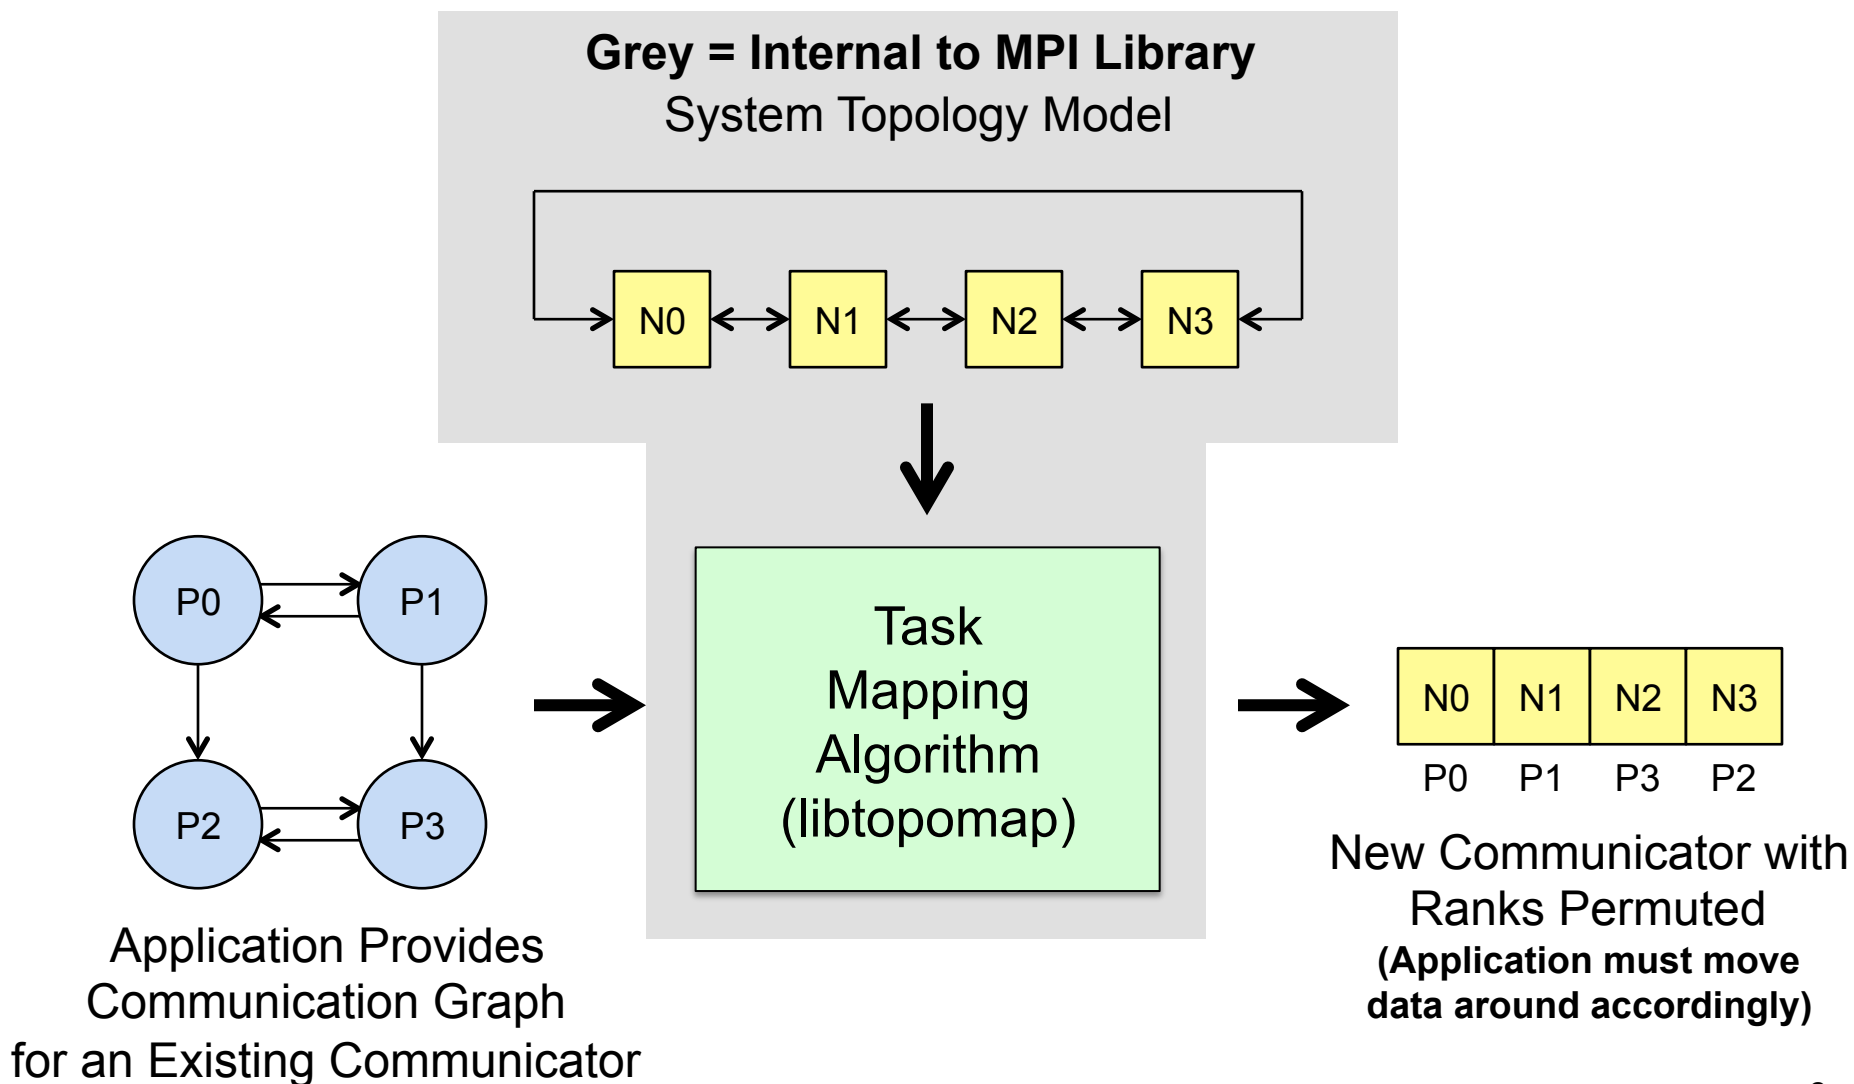 Grey = Internal to MPI Library
System Topology Model
N0 N1 N2 N3
P0 P1
P2 P3
Task
Mapping
Algorithm
(libtopomap)
N0 N1 N2 N3
P0 P1 P3 P2
New Communicator with
Ranks Permuted
(Application must move
data around accordingly)
Application Provides
Communication Graph
for an Existing Communicator